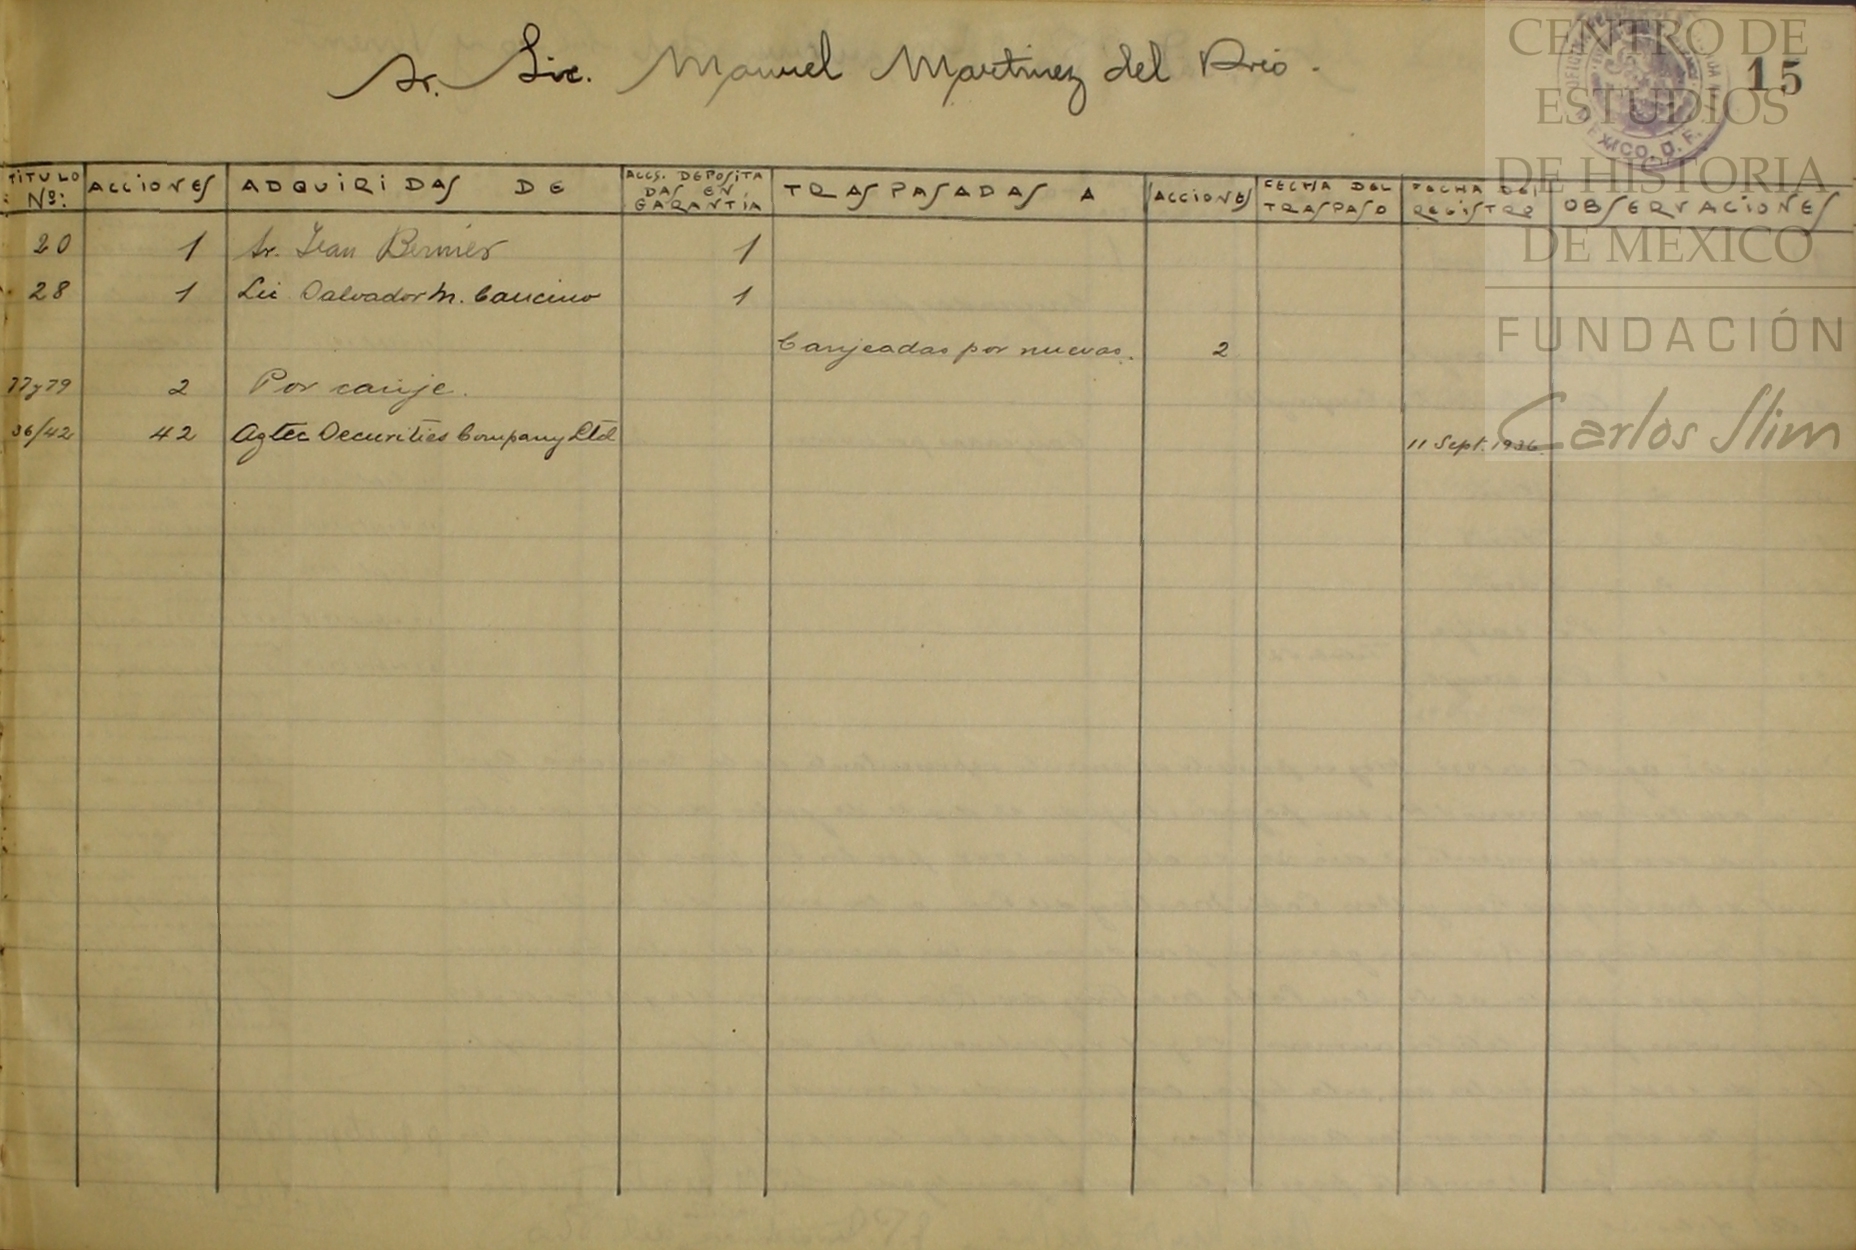 Sr. Lic. Manuel Martinez del Rio.
15
CENTRO DE
ESTUDIOS
DE HISTORIA
DE MEXICO
FUNDACIÓN
Carlos Slim
MEXICO, D. F.
TITULO Nº: ACCIONES ADQUIRIDAS DE ACCS. DEPOSITADAS EN GARANTIA TRASPASADAS A ACCIONES FECHA DEL TRASPASO FECHA DEL REGISTRO OBSERVACIONES
20 1 Sr. Jean Bernier 1
28 1 Lic Salvador M. Cancino 1
Canjeadas por nuevas. 2
77 y 79 2 Por canje.
36/42 42 Aztec Securities Company Ltd 11 Sept. 1936